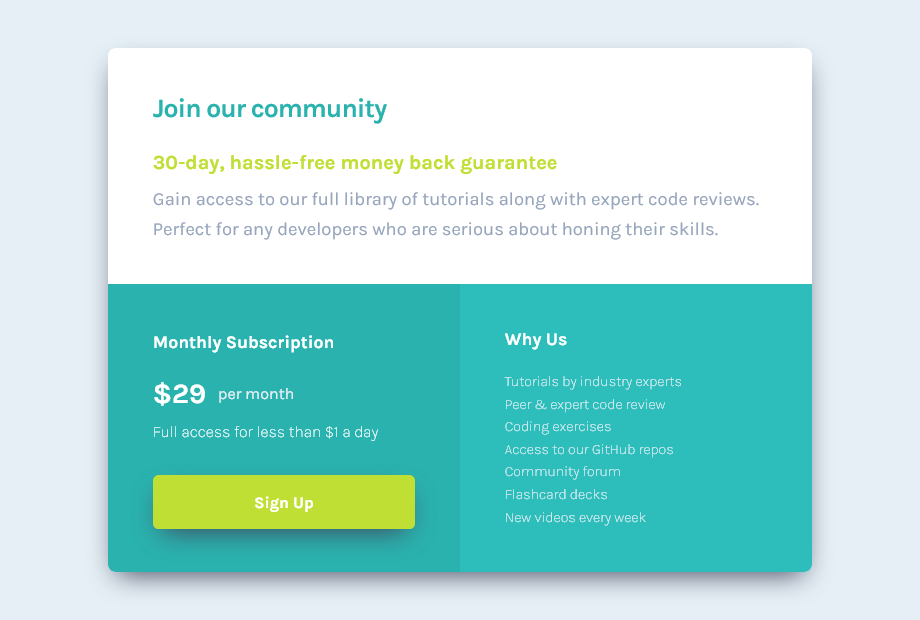 Join our community
30-day, hassle-free money back guarantee
Gain access to our full library of tutorials along with expert code reviews.
Perfect for any developers who are serious about honing their skills.
Monthly Subscription
$29 per month
Full access for less than $1 a day
Sign Up
Why Us
Tutorials by industry experts
Peer & expert code review
Coding exercises
Access to our GitHub repos
Community forum
Flashcard decks
New videos every week